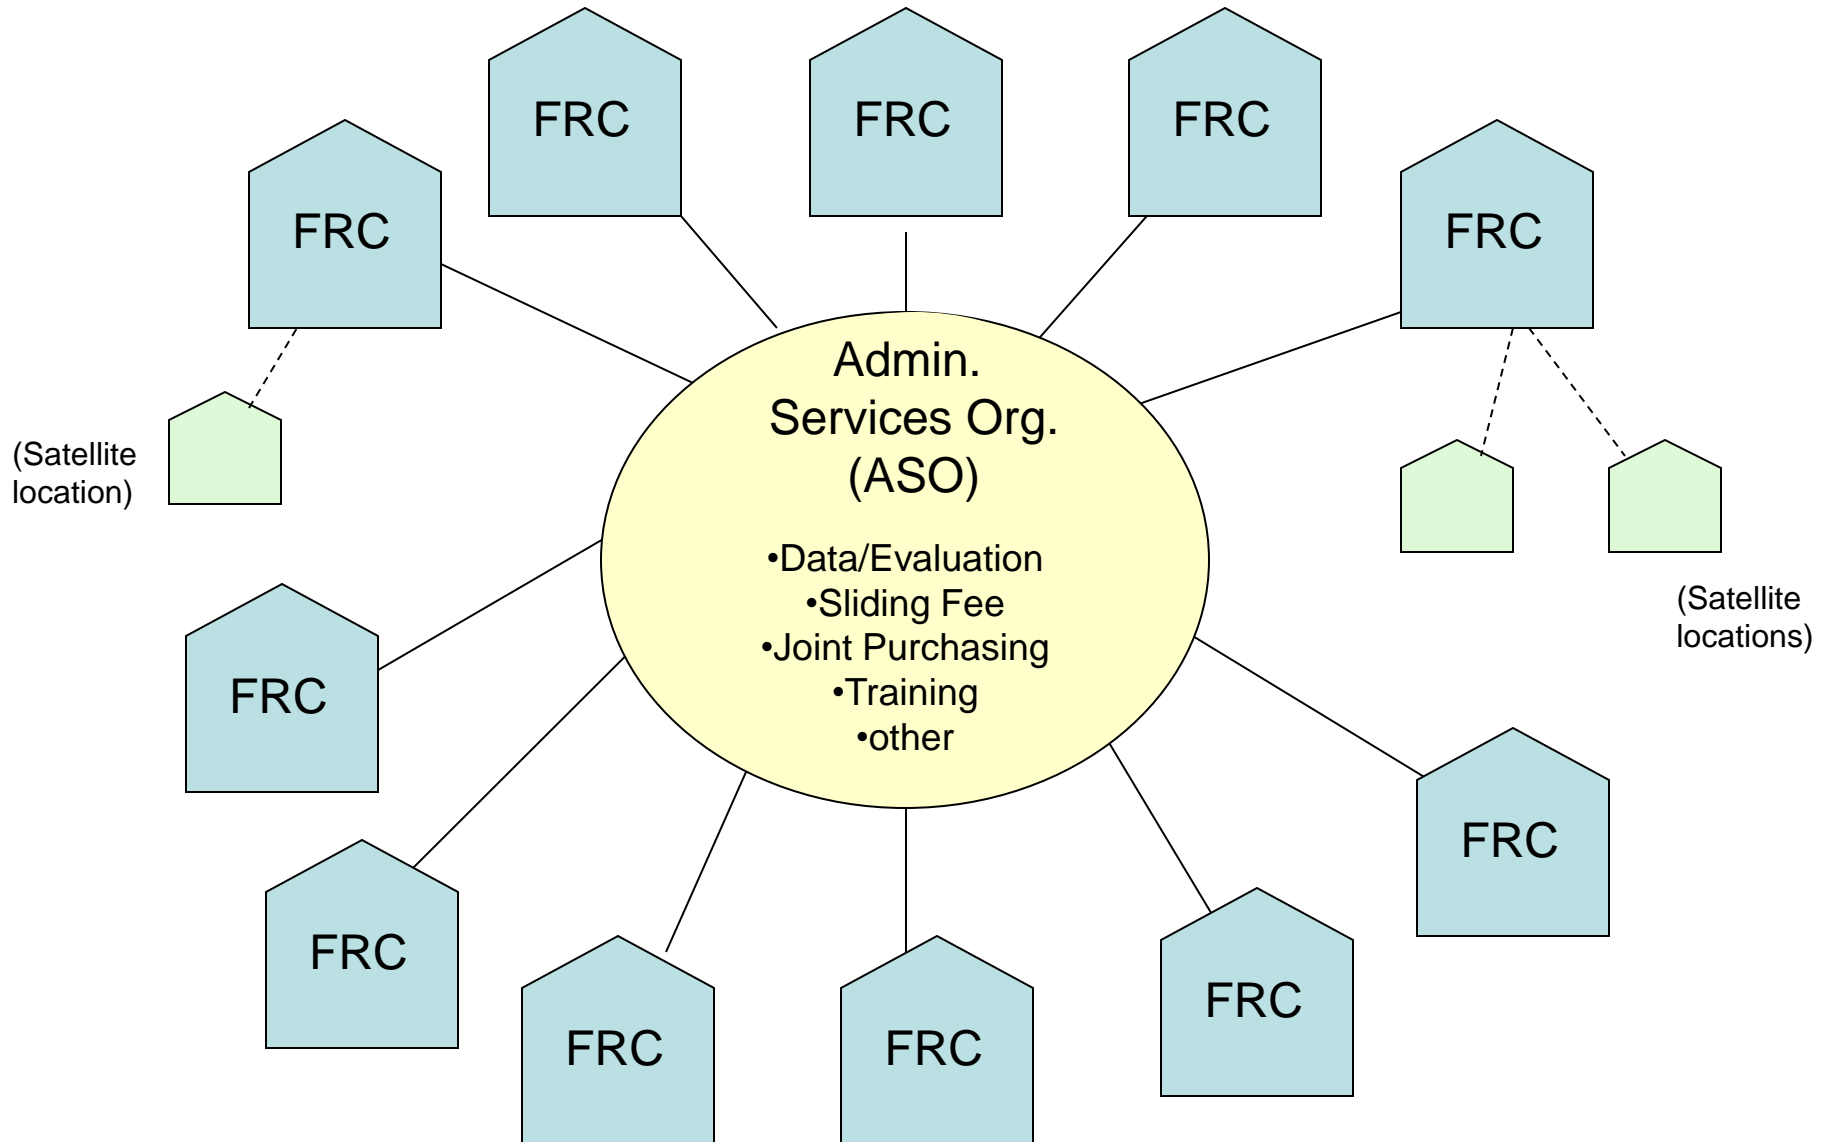 FRC
FRC
FRC
FRC
FRC
Admin.
Services Org.
(ASO)
•Data/Evaluation
•Sliding Fee
•Joint Purchasing
•Training
•other
(Satellite
location)
(Satellite
locations)
FRC
FRC
FRC
FRC
FRC
FRC